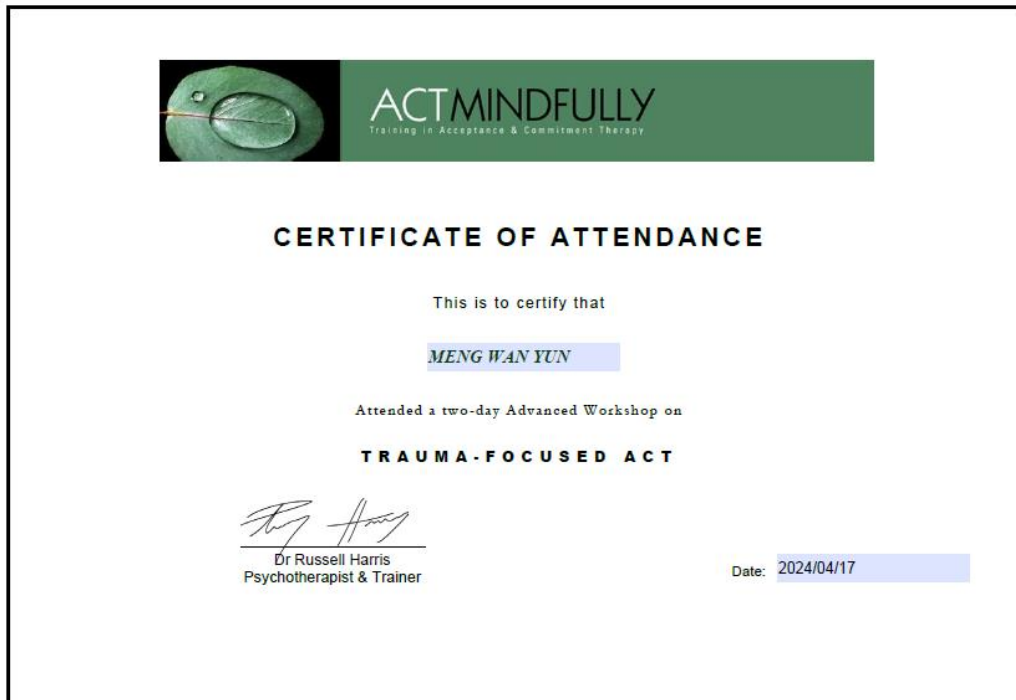 ACTMINDFULLY
Training in Acceptance & Commitment Therapy
CERTIFICATE OF ATTENDANCE
This is to certify that
MENG WAN YUN
Attended a two-day Advanced Workshop on
TRAUMA-FOCUSED ACT
Dr Russell Harris
Psychotherapist & Trainer
Date: 2024/04/17